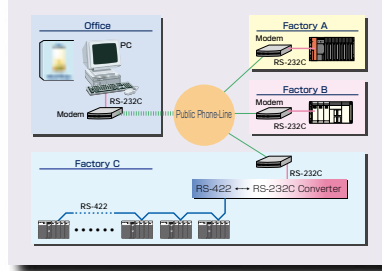 Office
PC
RS-232C
Modem
Public Phone-Line
Factory A
Modem
RS-232C
Factory B
Modem
RS-232C
RS-232C
Factory C
RS-422 ↔ RS-232C Converter
RS-422